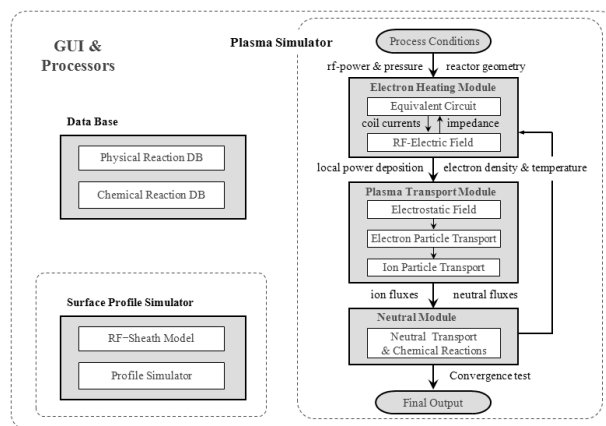 GUI &
Processors
Data Base
Physical Reaction DB
Chemical Reaction DB
Surface Profile Simulator
RF-Sheath Model
Profile Simulator
Plasma Simulator
Process Conditions
rf-power & pressure reactor geometry
Electron Heating Module
Equivalent Circuit
coil currents impedance
RF-Electric Field
local power deposition electron density & temperature
Plasma Transport Module
Electrostatic Field
Electron Particle Transport
Ion Particle Transport
ion fluxes neutral fluxes
Neutral Module
Neutral Transport
& Chemical Reactions
Convergence test
Final Output